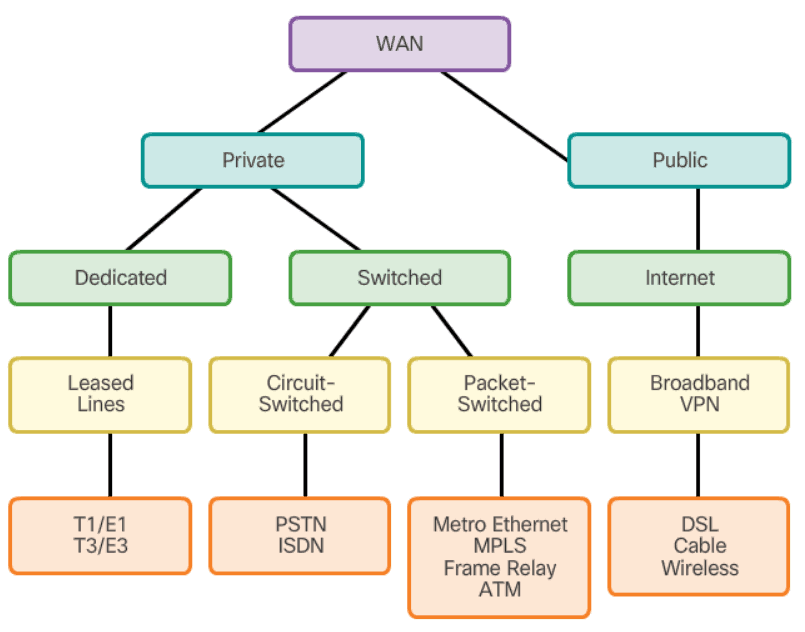 WAN
Private
Public
Dedicated
Switched
Internet
Leased
Lines
Circuit-
Switched
Packet-
Switched
Broadband
VPN
T1/E1
T3/E3
PSTN
ISDN
Metro Ethernet
MPLS
Frame Relay
ATM
DSL
Cable
Wireless